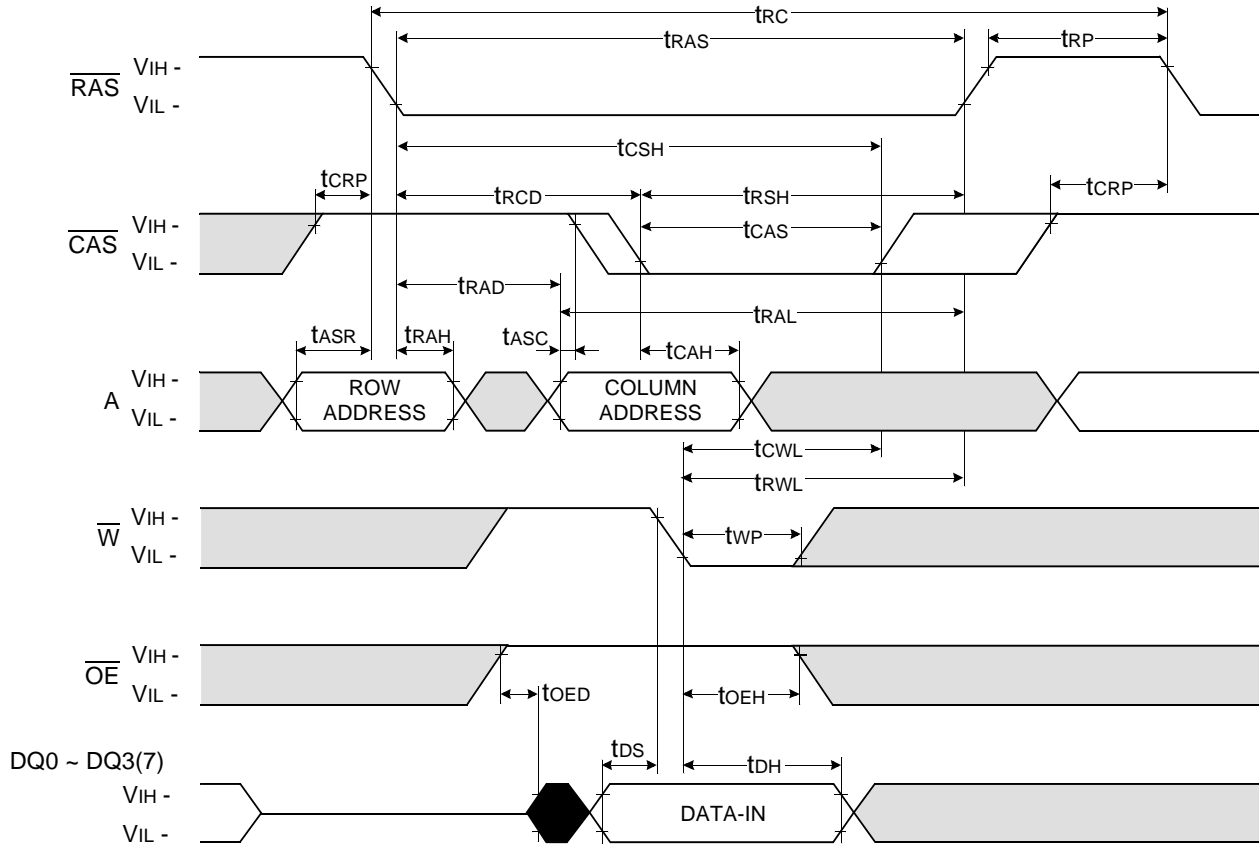 tRC
tRAS
tRP
RAS
VIH -
VIL -
tCSH
tCRP
tRCD
tRSH
tCRP
CAS
VIH -
VIL -
tCAS
tRAD
tRAL
tASR
tRAH
tASC
tCAH
A
VIH -
VIL -
ROW
ADDRESS
COLUMN
ADDRESS
tCWL
tRWL
W
VIH -
VIL -
tWP
OE
VIH -
VIL -
tOED
tOEH
DQ0 ~ DQ3(7)
tDS
tDH
VIH -
VIL -
DATA-IN